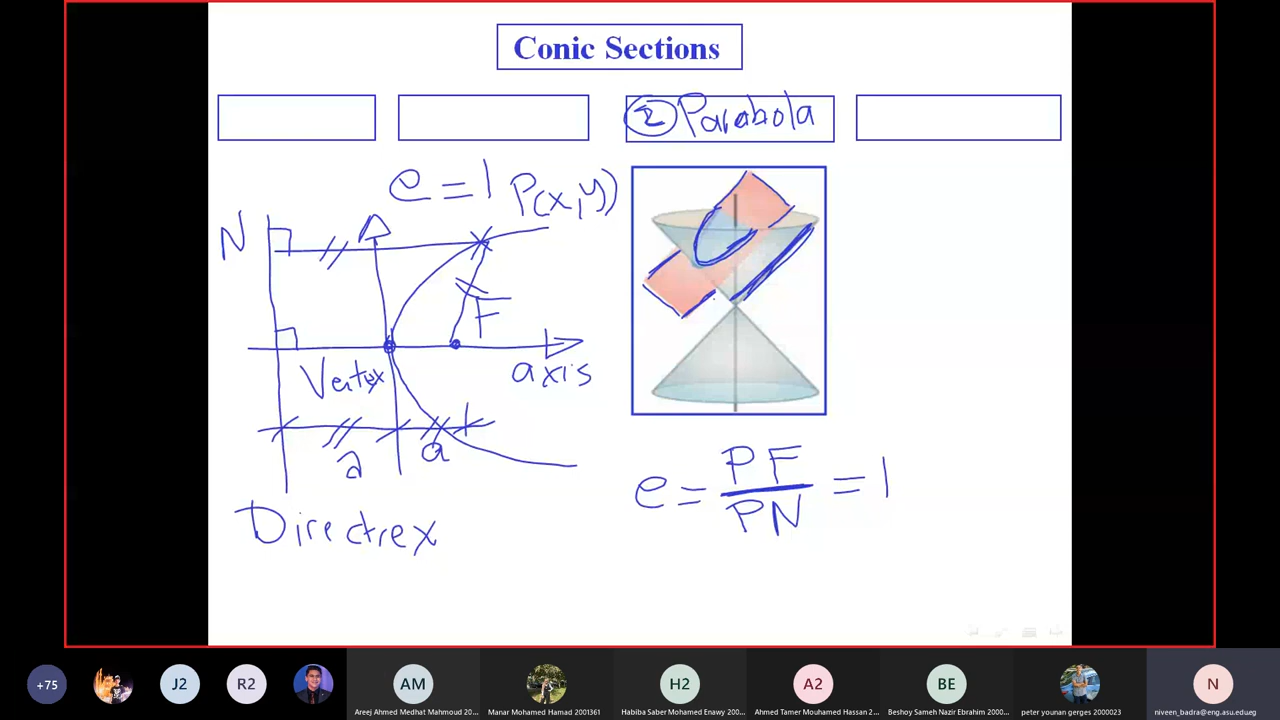 Conic Sections
② Parabola
e = 1
P(x,y)
N
F
Vertex
axis
a
a
Directrex
e = PF/PN = 1
+75
J2
R2
AM
H2
A2
BE
N
Areej Ahmed Medhat Mahmoud 20...
Manar Mohamed Hamad 2001361
Habiba Saber Mohamed Enawy 200...
Ahmed Tamer Mouhamed Hassan 2...
Beshoy Sameh Nazir Ebrahim 2000...
peter younan gerges 2000023
niveen_badra@eng.asu.edueg